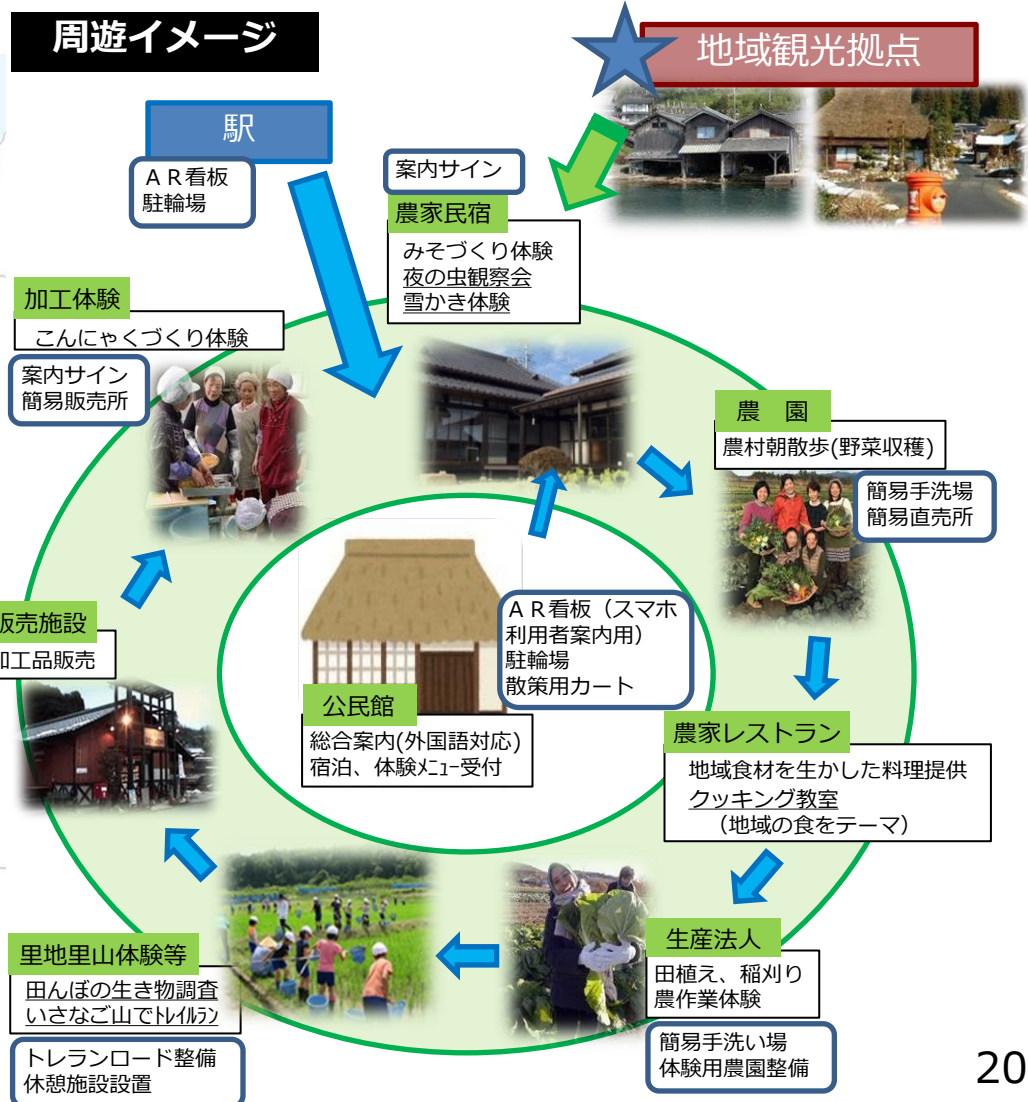 周遊イメージ
地域観光拠点
駅
ＡＲ看板
駐輪場
案内サイン
農家民宿
みそづくり体験
夜の虫観察会
雪かき体験
加工体験
こんにゃくづくり体験
案内サイン
簡易販売所
農　園
農村朝散歩(野菜収穫)
簡易手洗場
簡易直売所
販売施設
加工品販売
ＡＲ看板（スマホ
利用者案内用）
駐輪場
散策用カート
公民館
総合案内(外国語対応)
宿泊、体験ﾒﾆｭｰ受付
農家レストラン
地域食材を生かした料理提供
クッキング教室
（地域の食をテーマ）
生産法人
田植え、稲刈り
農作業体験
簡易手洗い場
体験用農園整備
里地里山体験等
田んぼの生き物調査
いさなご山でﾄﾚｲﾙﾗﾝ
トレランロード整備
休憩施設設置
20